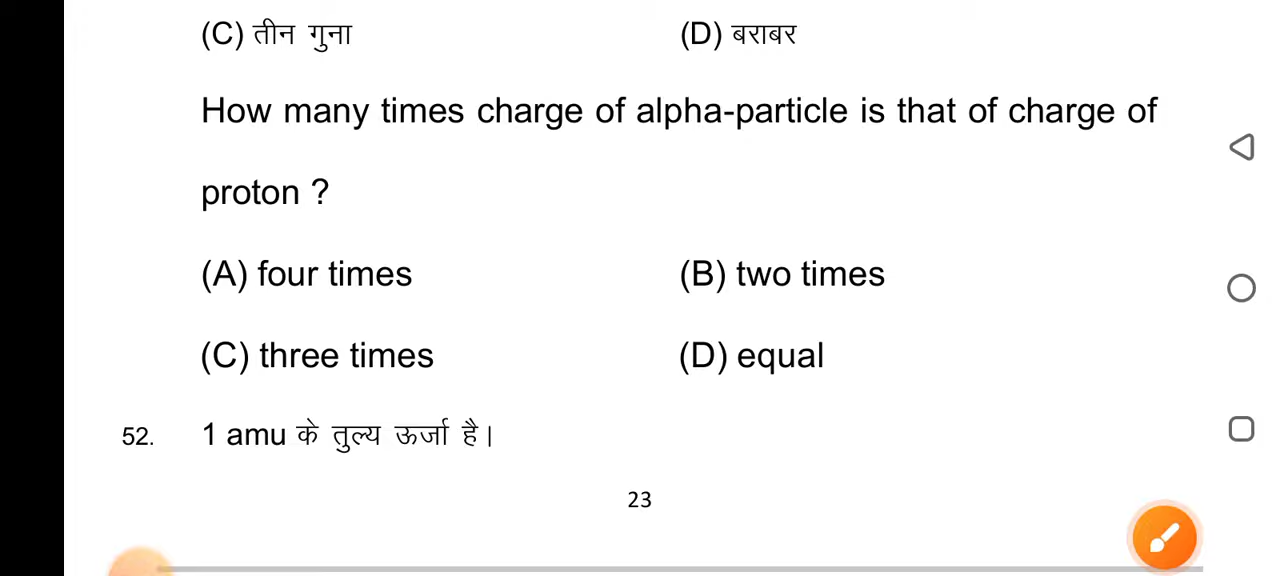 (C) तीन गुना (D) बराबर
How many times charge of alpha-particle is that of charge of
proton ?
(A) four times (B) two times
(C) three times (D) equal
52. 1 amu के तुल्य ऊर्जा है।
23